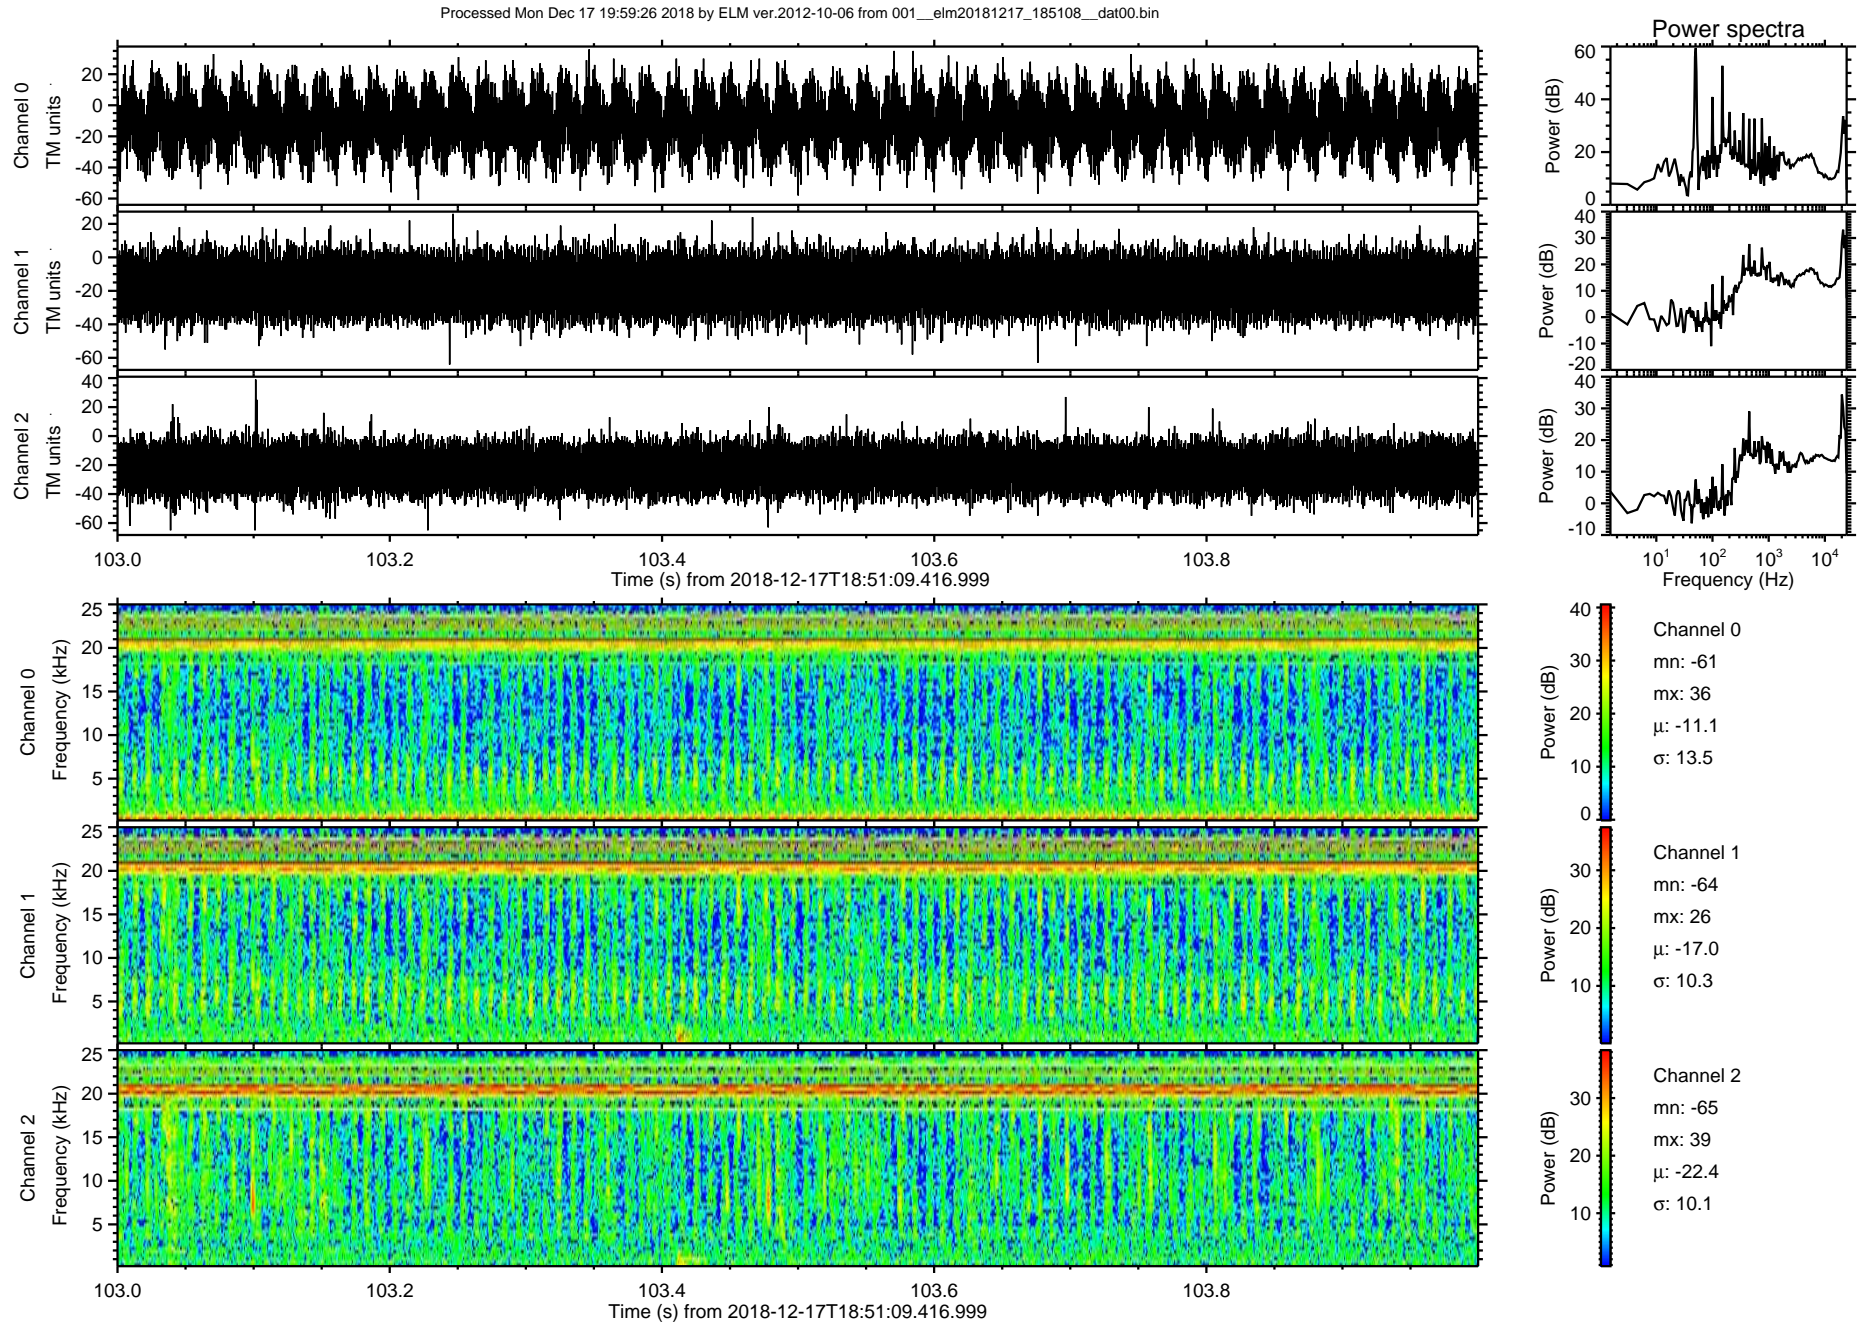 Processed Mon Dec 17 19:59:26 2018 by ELM ver.2012-10-06 from 001__elm20181217_185108__dat00.bin
Power spectra
Channel 0
TM units
20
0
-20
-40
-60
Power (dB)
60
40
20
0
Channel 1
TM units
20
0
-20
-40
-60
Power (dB)
40
30
20
10
0
-10
-20
Channel 2
TM units
40
20
0
-20
-40
-60
Power (dB)
40
30
20
10
0
-10
103.0 103.2 103.4 103.6 103.8
Time (s) from 2018-12-17T18:51:09.416.999
10^1 10^2 10^3 10^4
Frequency (Hz)
Channel 0
Frequency (kHz)
25
20
15
10
5
Power (dB)
40
30
20
10
0
Channel 0
mn: -61
mx: 36
μ: -11.1
σ: 13.5
Channel 1
Frequency (kHz)
25
20
15
10
5
Power (dB)
30
20
10
Channel 1
mn: -64
mx: 26
μ: -17.0
σ: 10.3
Channel 2
Frequency (kHz)
25
20
15
10
5
Power (dB)
30
20
10
Channel 2
mn: -65
mx: 39
μ: -22.4
σ: 10.1
103.0 103.2 103.4 103.6 103.8
Time (s) from 2018-12-17T18:51:09.416.999